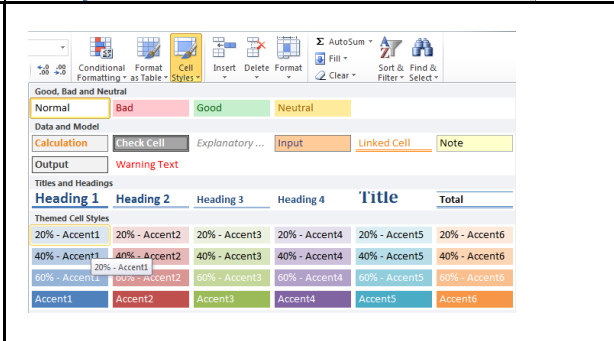 Σ AutoSum
Fill
Clear
Conditional Formatting
Format as Table
Cell Styles
Insert
Delete
Format
Sort & Filter
Find & Select
Good, Bad and Neutral
Normal Bad Good Neutral
Data and Model
Calculation Check Cell Explanatory ... Input Linked Cell Note
Output Warning Text
Titles and Headings
Heading 1 Heading 2 Heading 3 Heading 4 Title Total
Themed Cell Styles
20% - Accent1 20% - Accent2 20% - Accent3 20% - Accent4 20% - Accent5 20% - Accent6
40% - Accent1 40% - Accent2 40% - Accent3 40% - Accent4 40% - Accent5 40% - Accent6
20% - Accent1
60% - Accent1 60% - Accent2 60% - Accent3 60% - Accent4 60% - Accent5 60% - Accent6
Accent1 Accent2 Accent3 Accent4 Accent5 Accent6